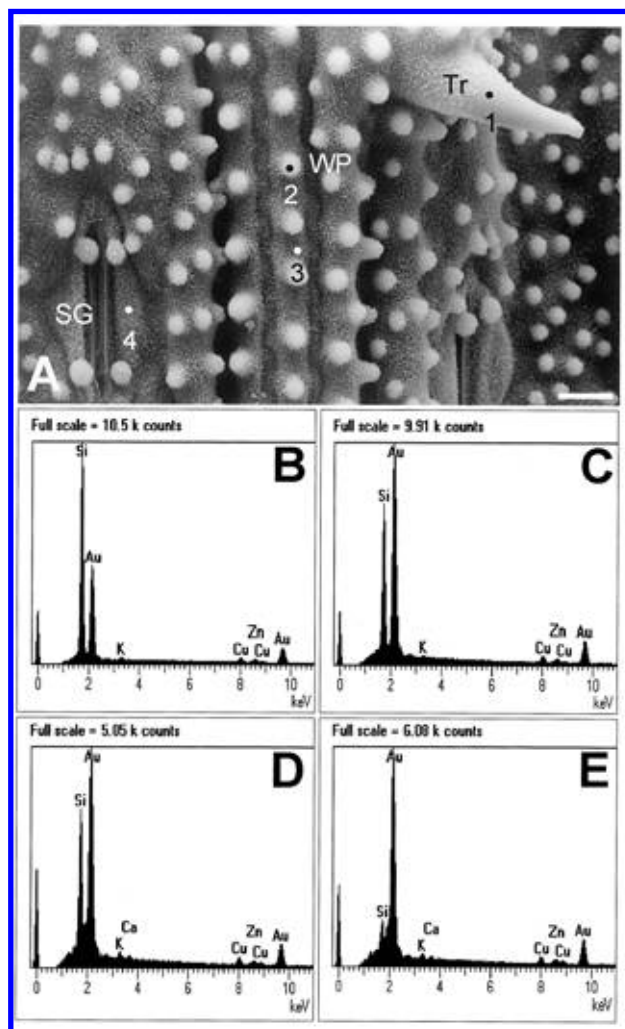 Tr
1
WP
2
3
SG
4
A
Full scale = 10.5 k counts
B
Si
Au
K
Zn
Cu
Cu
Au
0
2
4
6
8
10
keV
Full scale = 9.91 k counts
C
Au
Si
K
Zn
Cu
Cu
Au
0
2
4
6
8
10
keV
Full scale = 5.05 k counts
D
Au
Si
Ca
K
Zn
Cu
Cu
Au
0
2
4
6
8
10
keV
Full scale = 6.08 k counts
E
Au
Si
Ca
K
Zn
Cu
Cu
Au
0
2
4
6
8
10
keV